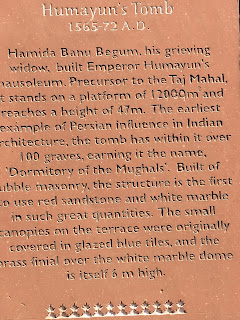 Humayun's Tomb
1565-72 A.D.
Hamida Banu Begum, his grieving
widow, built Emperor Humayun's
mausoleum. Precursor to the Taj Mahal,
it stands on a platform of 12000m² and
reaches a height of 47m. The earliest
example of Persian influence in Indian
architecture, the tomb has within it over
100 graves, earning it the name,
'Dormitory of the Mughals'. Built of
rubble masonry, the structure is the first
to use red sandstone and white marble
in such great quantities. The small
canopies on the terrace were originally
covered in glazed blue tiles, and the
brass finial over the white marble dome
is itself 6 m high.